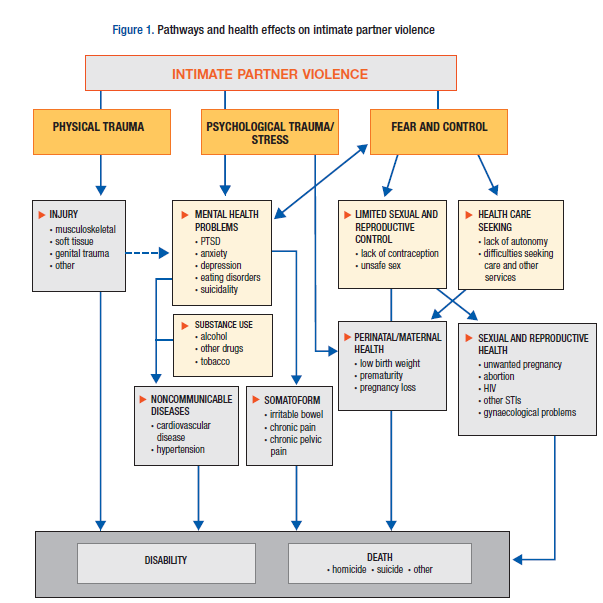 Figure 1. Pathways and health effects on intimate partner violence
INTIMATE PARTNER VIOLENCE
PHYSICAL TRAUMA
PSYCHOLOGICAL TRAUMA/
STRESS
FEAR AND CONTROL
INJURY
• musculoskeletal
• soft tissue
• genital trauma
• other
MENTAL HEALTH
PROBLEMS
• PTSD
• anxiety
• depression
• eating disorders
• suicidality
LIMITED SEXUAL AND
REPRODUCTIVE
CONTROL
• lack of contraception
• unsafe sex
HEALTH CARE
SEEKING
• lack of autonomy
• difficulties seeking
care and other
services
SUBSTANCE USE
• alcohol
• other drugs
• tobacco
PERINATAL/MATERNAL
HEALTH
• low birth weight
• prematurity
• pregnancy loss
SEXUAL AND REPRODUCTIVE
HEALTH
• unwanted pregnancy
• abortion
• HIV
• other STIs
• gynaecological problems
NONCOMMUNICABLE
DISEASES
• cardiovascular
disease
• hypertension
SOMATOFORM
• irritable bowel
• chronic pain
• chronic pelvic
pain
DISABILITY
DEATH
• homicide • suicide • other